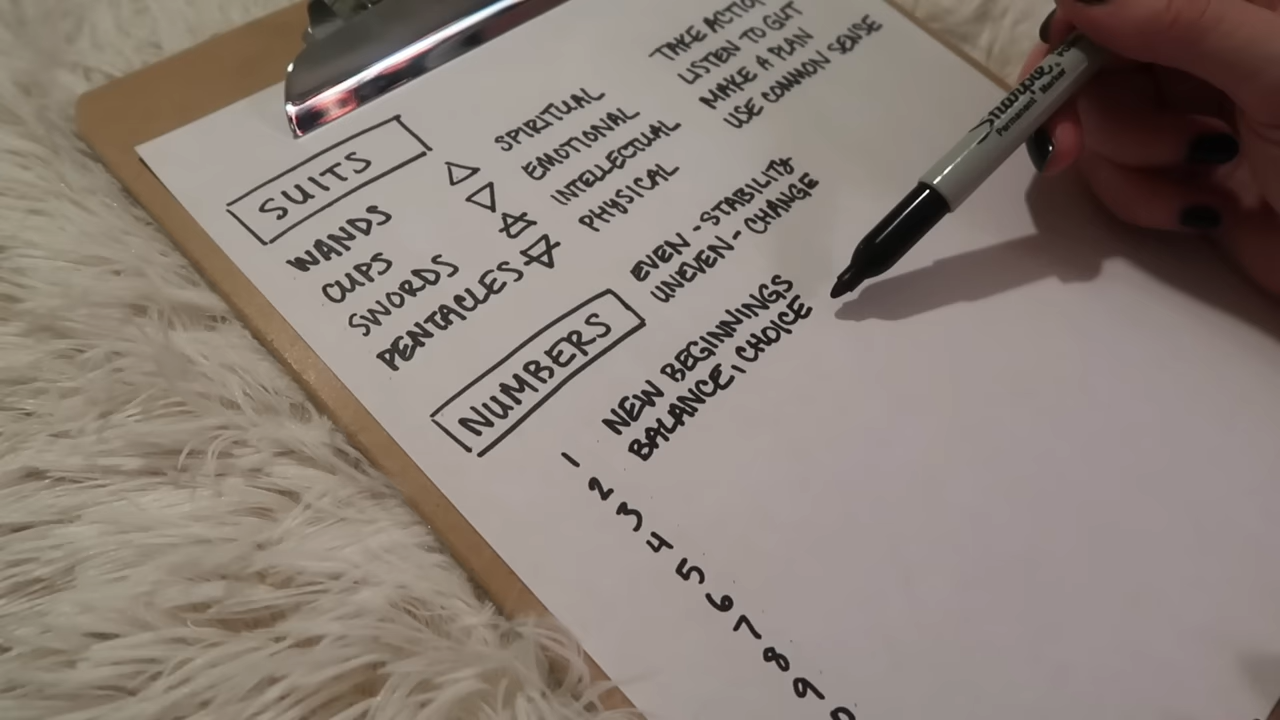 SUITS
WANDS △ SPIRITUAL TAKE ACTIO
CUPS ▽ EMOTIONAL LISTEN TO GUT
SWORDS INTELLECTUAL MAKE A PLAN
PENTACLES PHYSICAL USE COMMON SENSE
NUMBERS
EVEN - STABILITY
UNEVEN - CHANGE
1 NEW BEGINNINGS
2 BALANCE, CHOICE
3
4
5
6
7
8
9
Sharpie
Permanent Marker